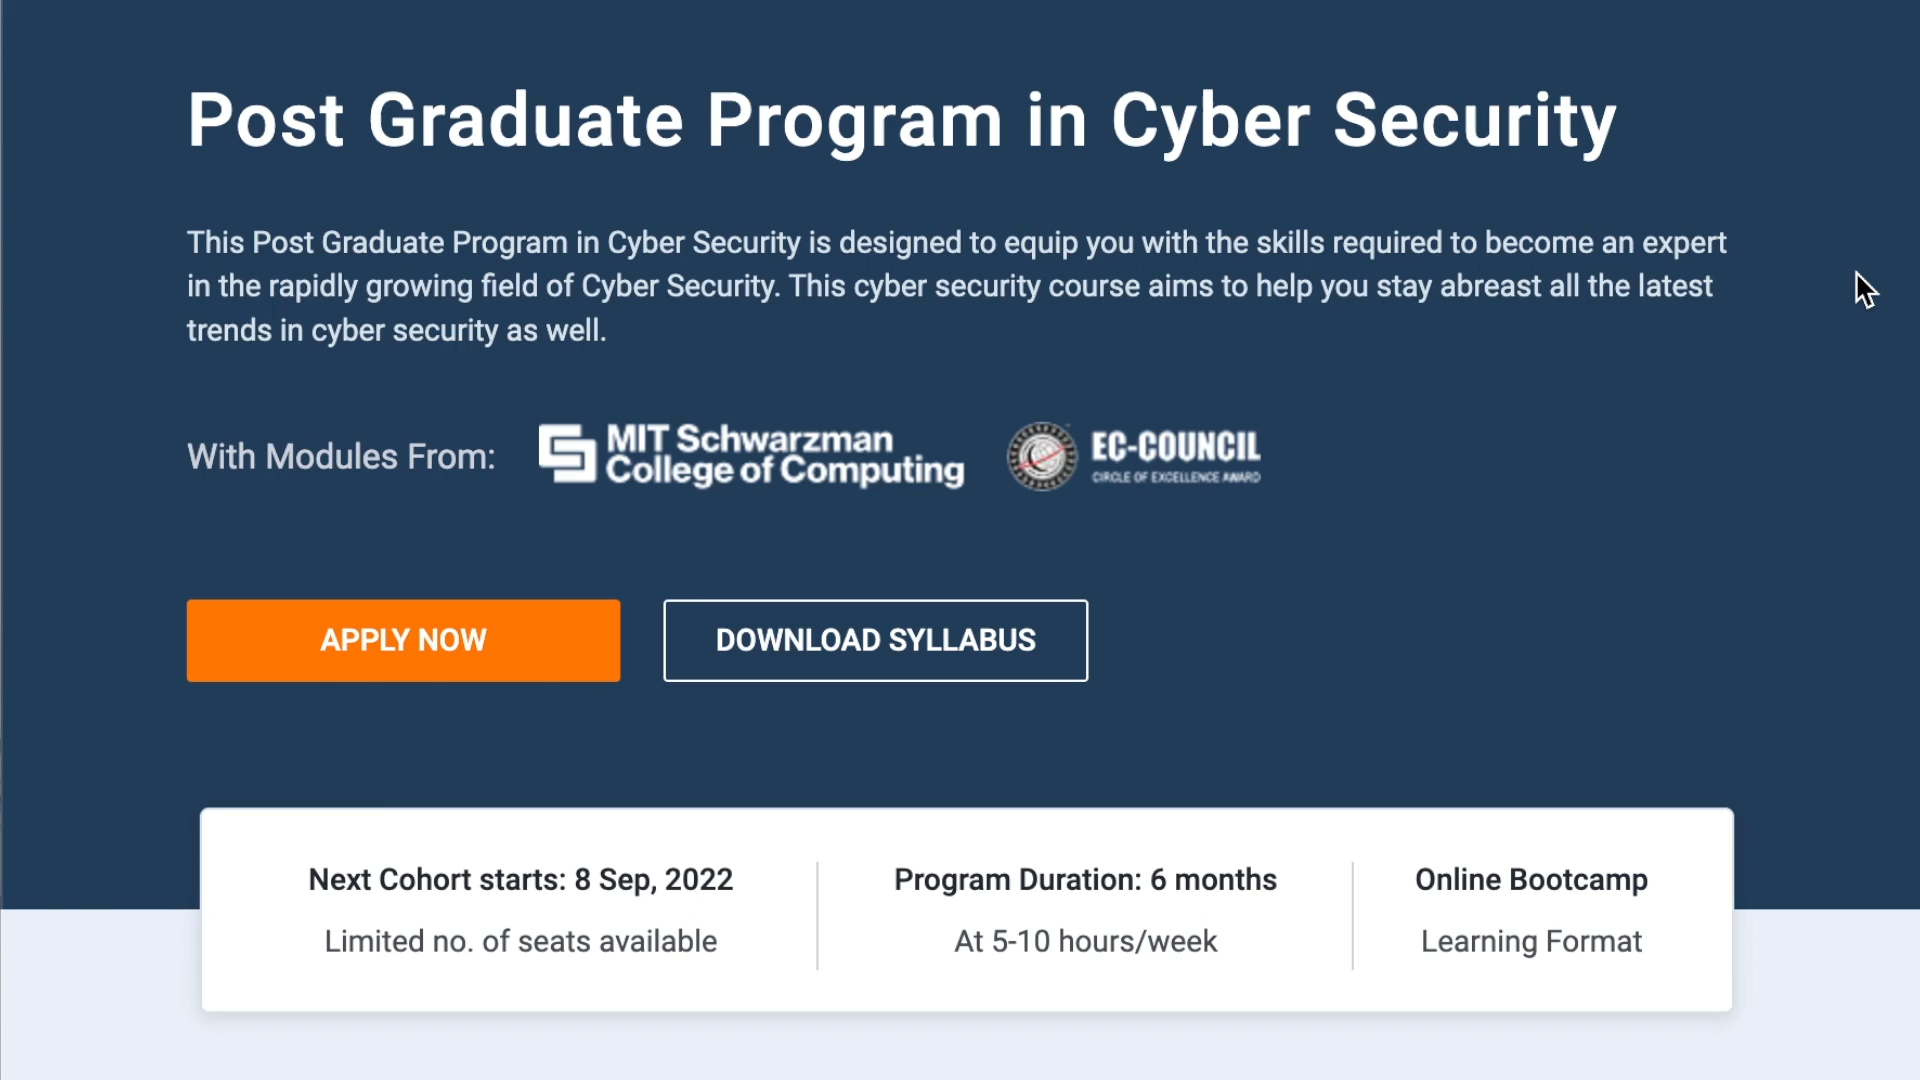 Post Graduate Program in Cyber Security
This Post Graduate Program in Cyber Security is designed to equip you with the skills required to become an expert
in the rapidly growing field of Cyber Security. This cyber security course aims to help you stay abreast all the latest
trends in cyber security as well.
With Modules From:
MIT Schwarzman
College of Computing
EC-COUNCIL
CIRCLE OF EXCELLENCE AWARD
APPLY NOW
DOWNLOAD SYLLABUS
Next Cohort starts: 8 Sep, 2022
Limited no. of seats available
Program Duration: 6 months
At 5-10 hours/week
Online Bootcamp
Learning Format